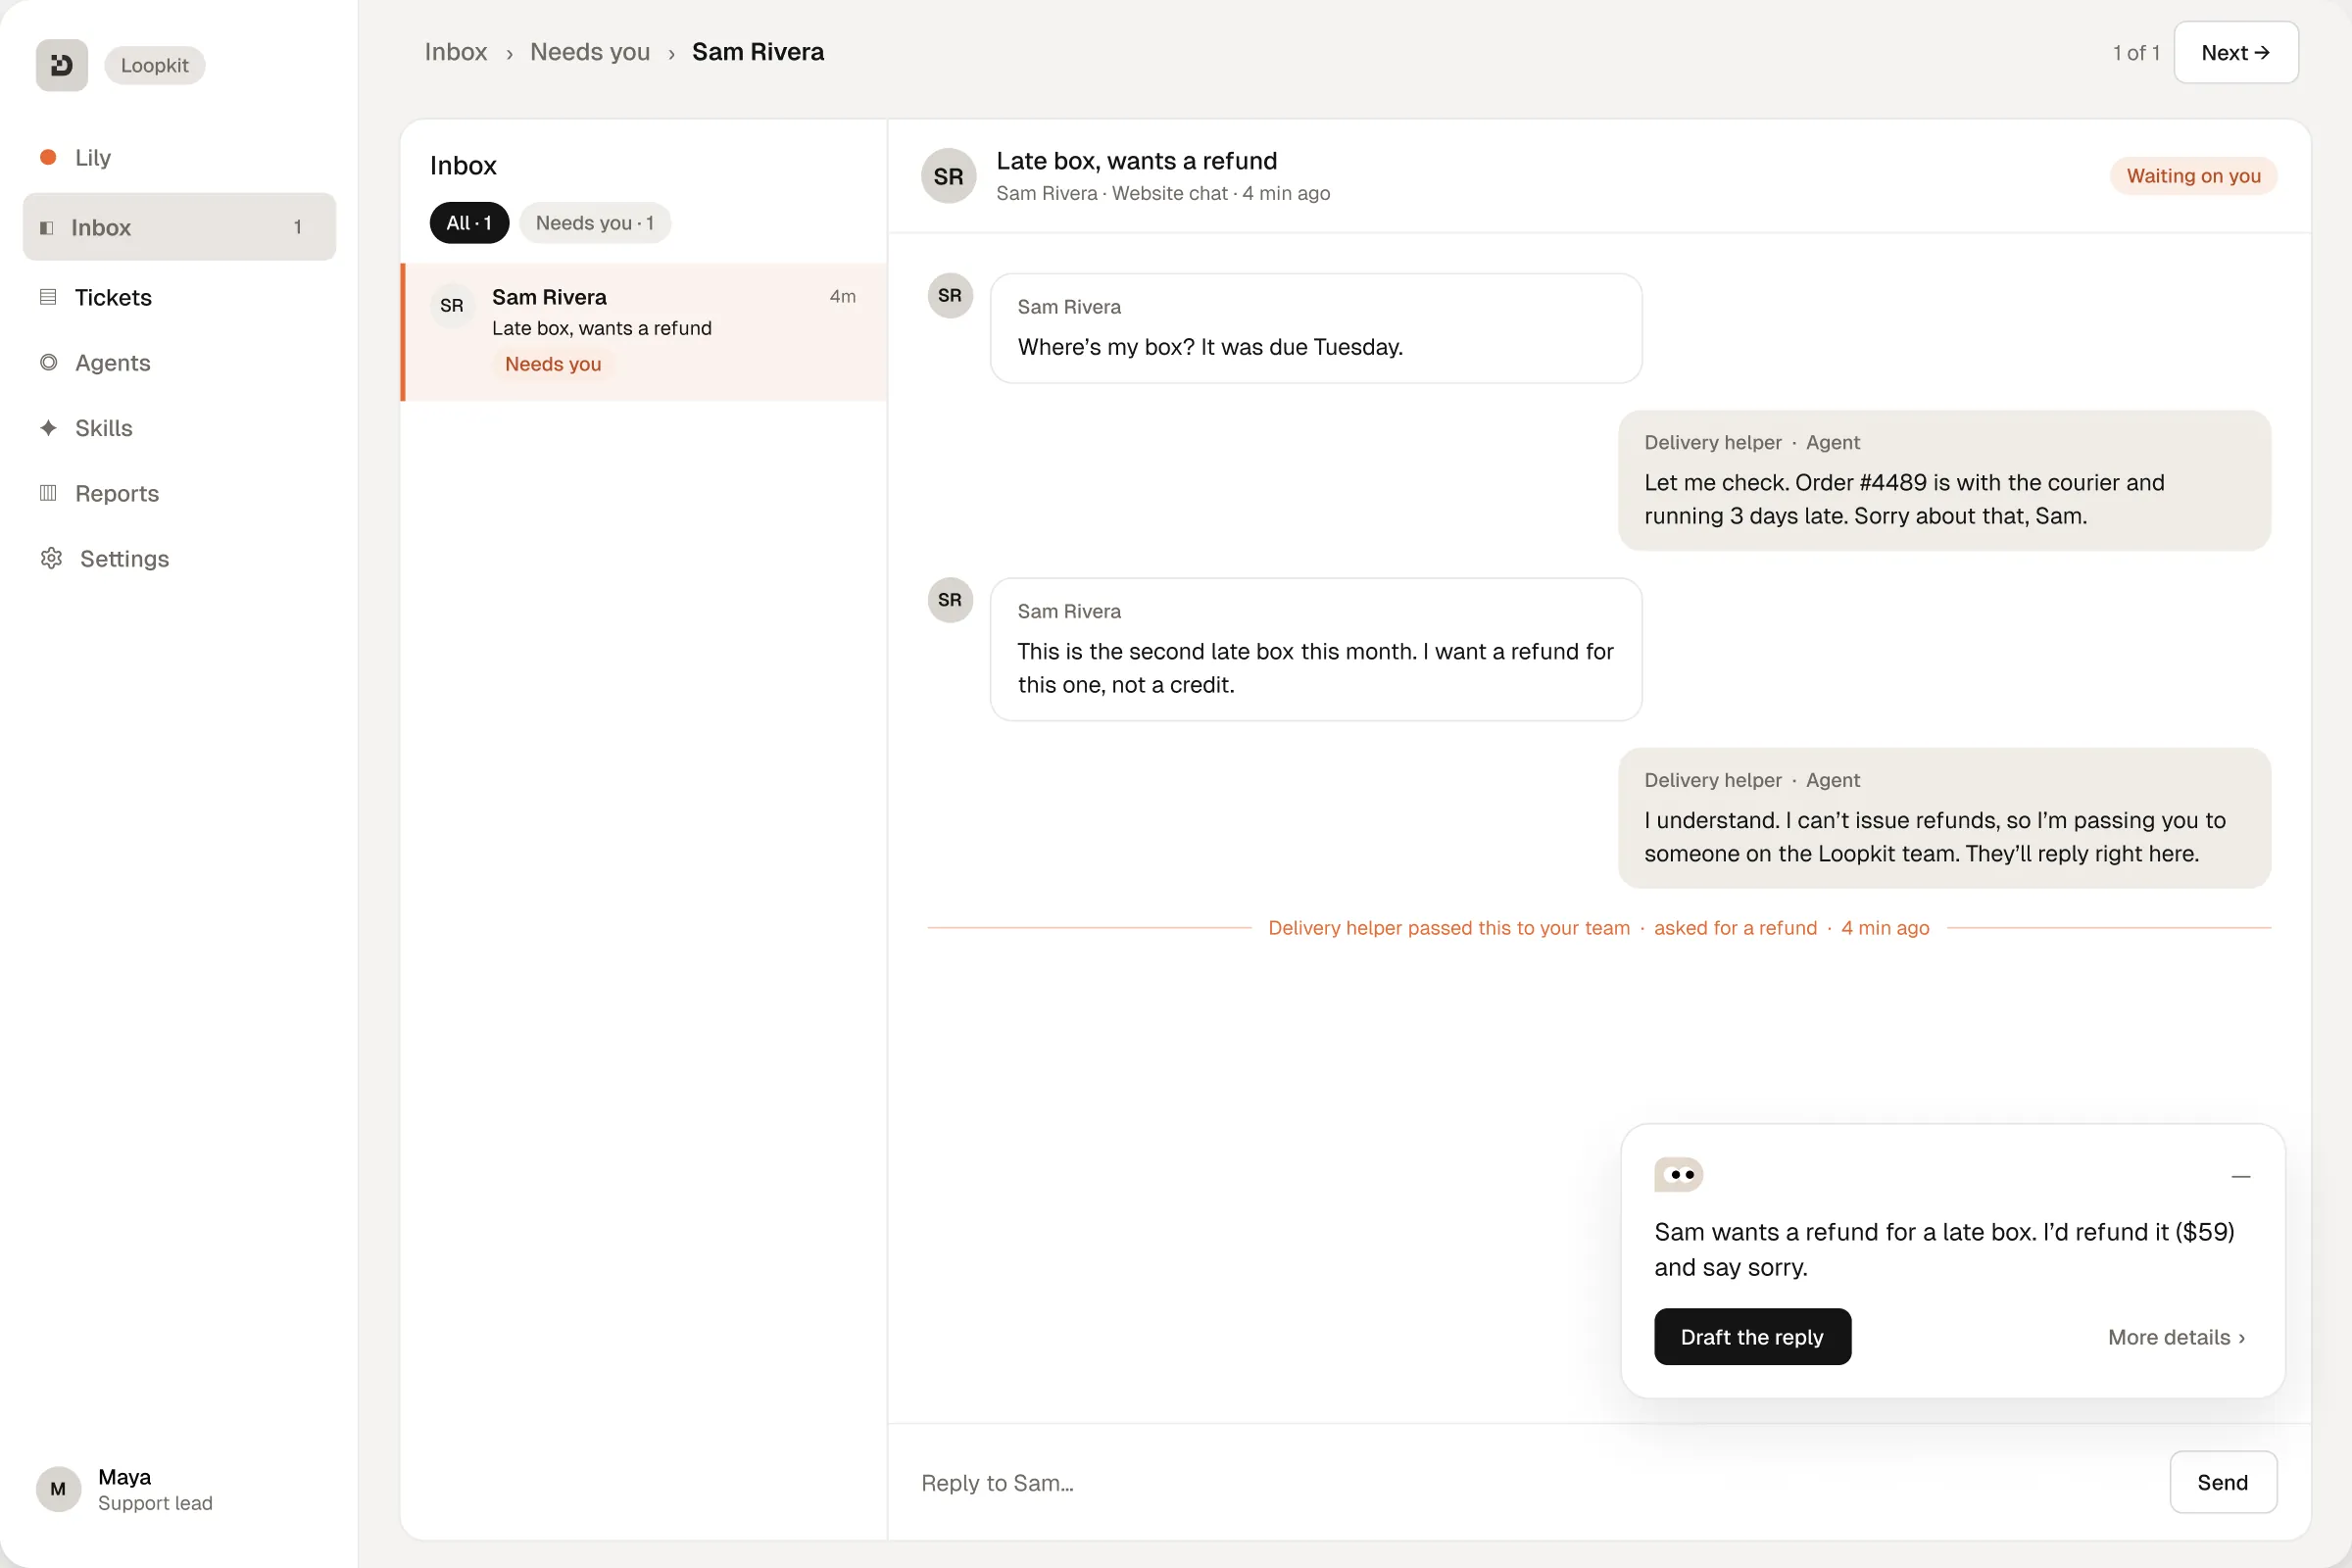 Loopkit
Lily
Inbox 1
Tickets
Agents
Skills
Reports
Settings
M
Maya
Support lead
Inbox › Needs you › Sam Rivera
1 of 1
Next →
Inbox
All · 1
Needs you · 1
SR
Sam Rivera
4m
Late box, wants a refund
Needs you
SR
Late box, wants a refund
Sam Rivera · Website chat · 4 min ago
Waiting on you
SR
Sam Rivera
Where’s my box? It was due Tuesday.
Delivery helper · Agent
Let me check. Order #4489 is with the courier and
running 3 days late. Sorry about that, Sam.
SR
Sam Rivera
This is the second late box this month. I want a refund for
this one, not a credit.
Delivery helper · Agent
I understand. I can’t issue refunds, so I’m passing you to
someone on the Loopkit team. They’ll reply right here.
Delivery helper passed this to your team · asked for a refund · 4 min ago
Sam wants a refund for a late box. I’d refund it ($59)
and say sorry.
Draft the reply
More details ›
Reply to Sam…
Send